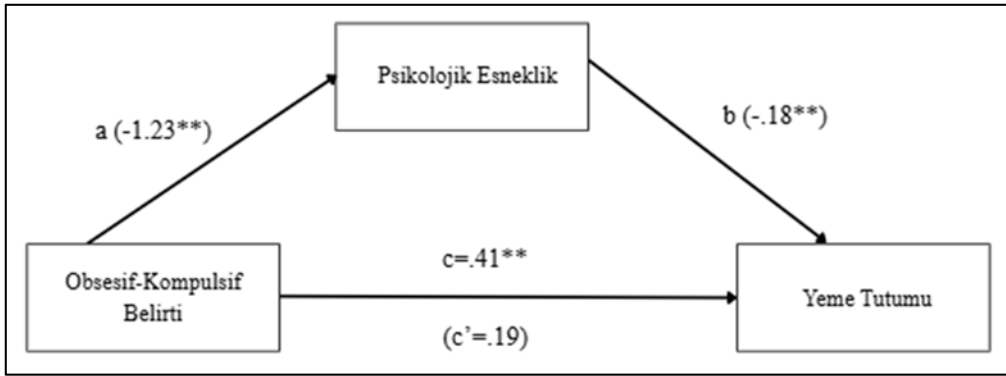 Psikolojik Esneklik
a (-1.23**)
b (-.18**)
Obsesif-Kompulsif
Belirti
c=.41**
(c’=.19)
Yeme Tutumu